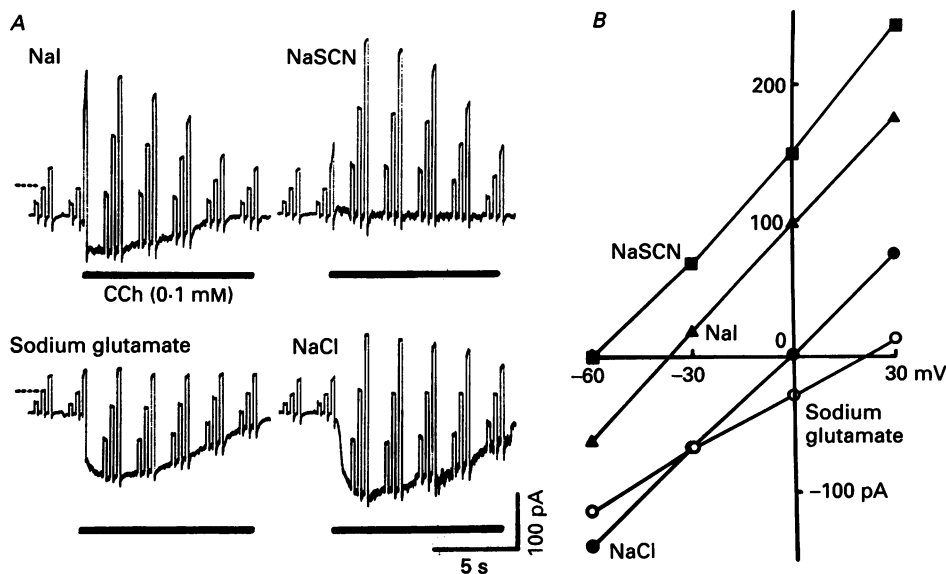 A
NaI
NaSCN
CCh (0·1 mM)
Sodium glutamate
NaCl
100 pA
5 s
B
200
100
NaSCN
NaI
0
−60
−30
30 mV
Sodium
glutamate
−100 pA
NaCl